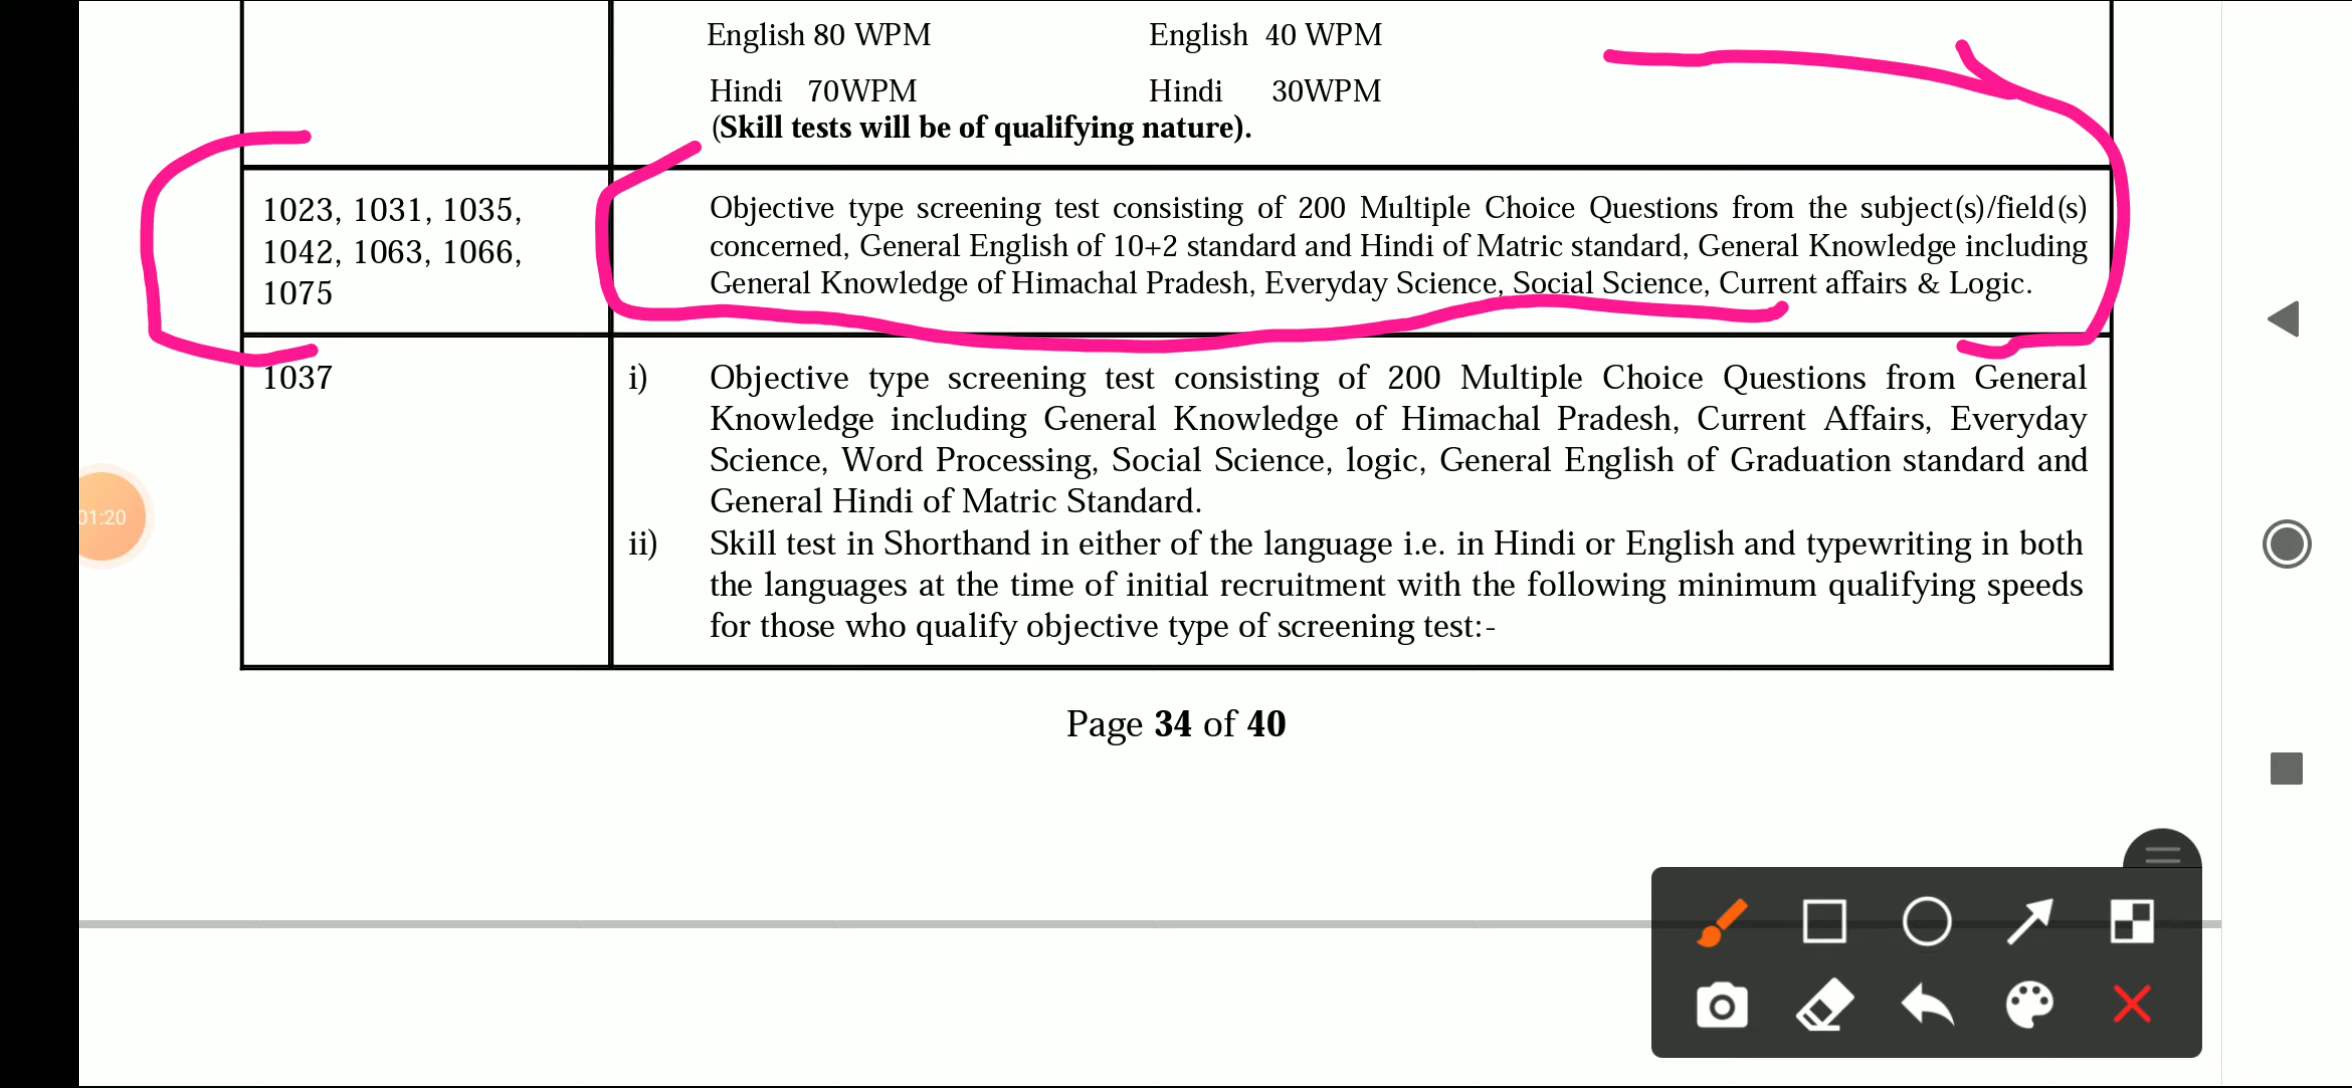 English 80 WPM English 40 WPM
Hindi 70WPM Hindi 30WPM
(Skill tests will be of qualifying nature).
1023, 1031, 1035,
1042, 1063, 1066,
1075
Objective type screening test consisting of 200 Multiple Choice Questions from the subject(s)/field(s)
concerned, General English of 10+2 standard and Hindi of Matric standard, General Knowledge including
General Knowledge of Himachal Pradesh, Everyday Science, Social Science, Current affairs & Logic.
1037
i) Objective type screening test consisting of 200 Multiple Choice Questions from General
Knowledge including General Knowledge of Himachal Pradesh, Current Affairs, Everyday
Science, Word Processing, Social Science, logic, General English of Graduation standard and
General Hindi of Matric Standard.
ii) Skill test in Shorthand in either of the language i.e. in Hindi or English and typewriting in both
the languages at the time of initial recruitment with the following minimum qualifying speeds
for those who qualify objective type of screening test:-
01:20
Page 34 of 40